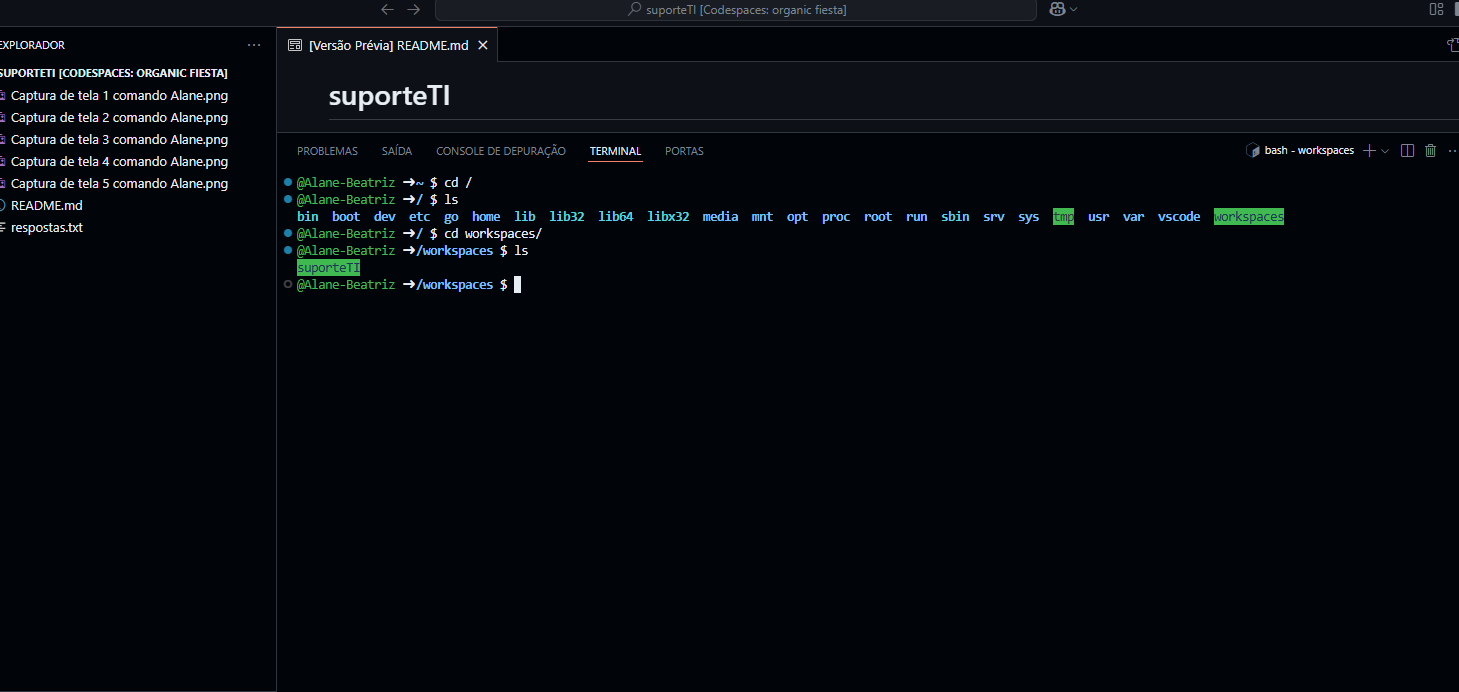 suporteTI [Codespaces: organic fiesta]
EXPLORADOR
SUPORTETI [CODESPACES: ORGANIC FIESTA]
Captura de tela 1 comando Alane.png
Captura de tela 2 comando Alane.png
Captura de tela 3 comando Alane.png
Captura de tela 4 comando Alane.png
Captura de tela 5 comando Alane.png
README.md
respostas.txt
[Versão Prévia] README.md
suporteTI
PROBLEMAS SAÍDA CONSOLE DE DEPURAÇÃO TERMINAL PORTAS
bash - workspaces
@Alane-Beatriz ➜~ $ cd /
@Alane-Beatriz ➜/ $ ls
bin boot dev etc go home lib lib32 lib64 libx32 media mnt opt proc root run sbin srv sys tmp usr var vscode workspaces
@Alane-Beatriz ➜/ $ cd workspaces/
@Alane-Beatriz ➜/workspaces $ ls
suporteTI
@Alane-Beatriz ➜/workspaces $